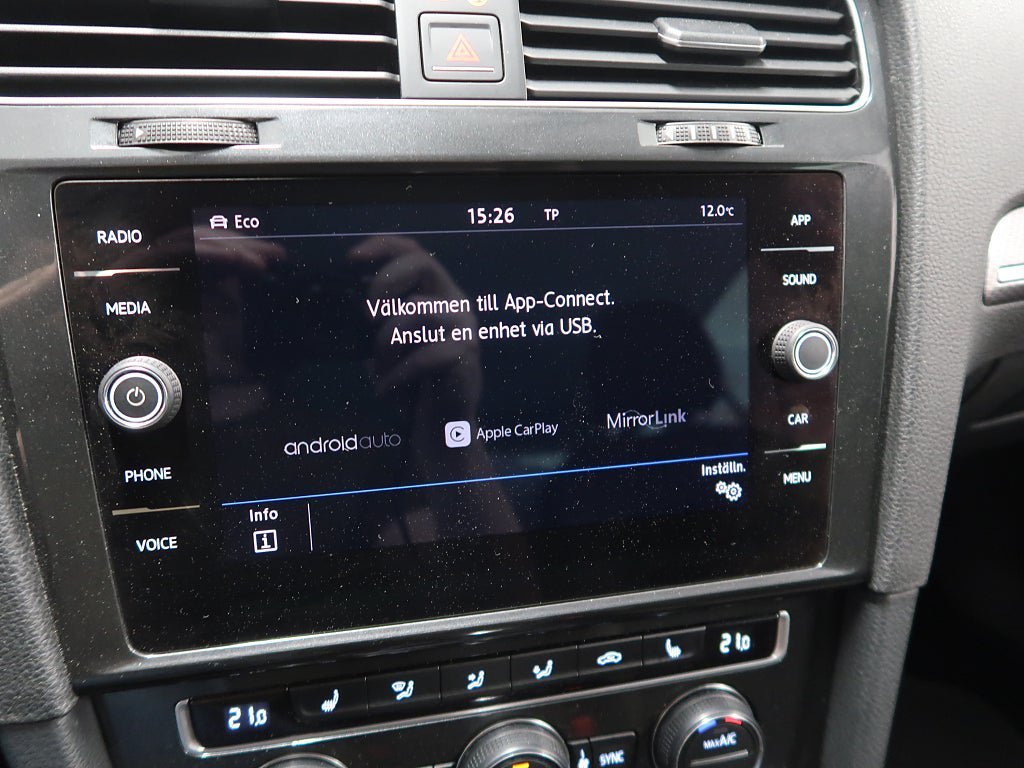 Eco 15:26 TP 12.0°C
RADIO
MEDIA
PHONE
VOICE
Välkommen till App-Connect.
Anslut en enhet via USB.
androidauto Apple CarPlay MirrorLink
Inställn.
Info
i
APP
SOUND
CAR
MENU
21.0
21.0
SYNC
MAX A/C